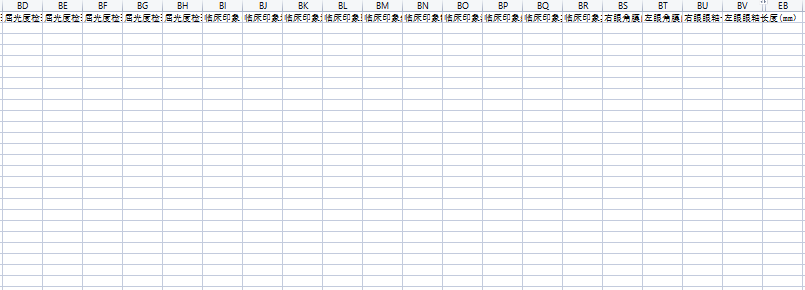 BD BE BF BG BH BI BJ BK BL BM BN BO BP BQ BR BS BT BU BV EB
屈光度检 屈光度检 屈光度检 屈光度检 屈光度检 临床印象 临床印象 临床印象 临床印象 临床印象 临床印象 临床印象 临床印象 临床印象 临床印象 右眼角膜 左眼角膜 右眼眼轴 左眼眼轴长度(mm)